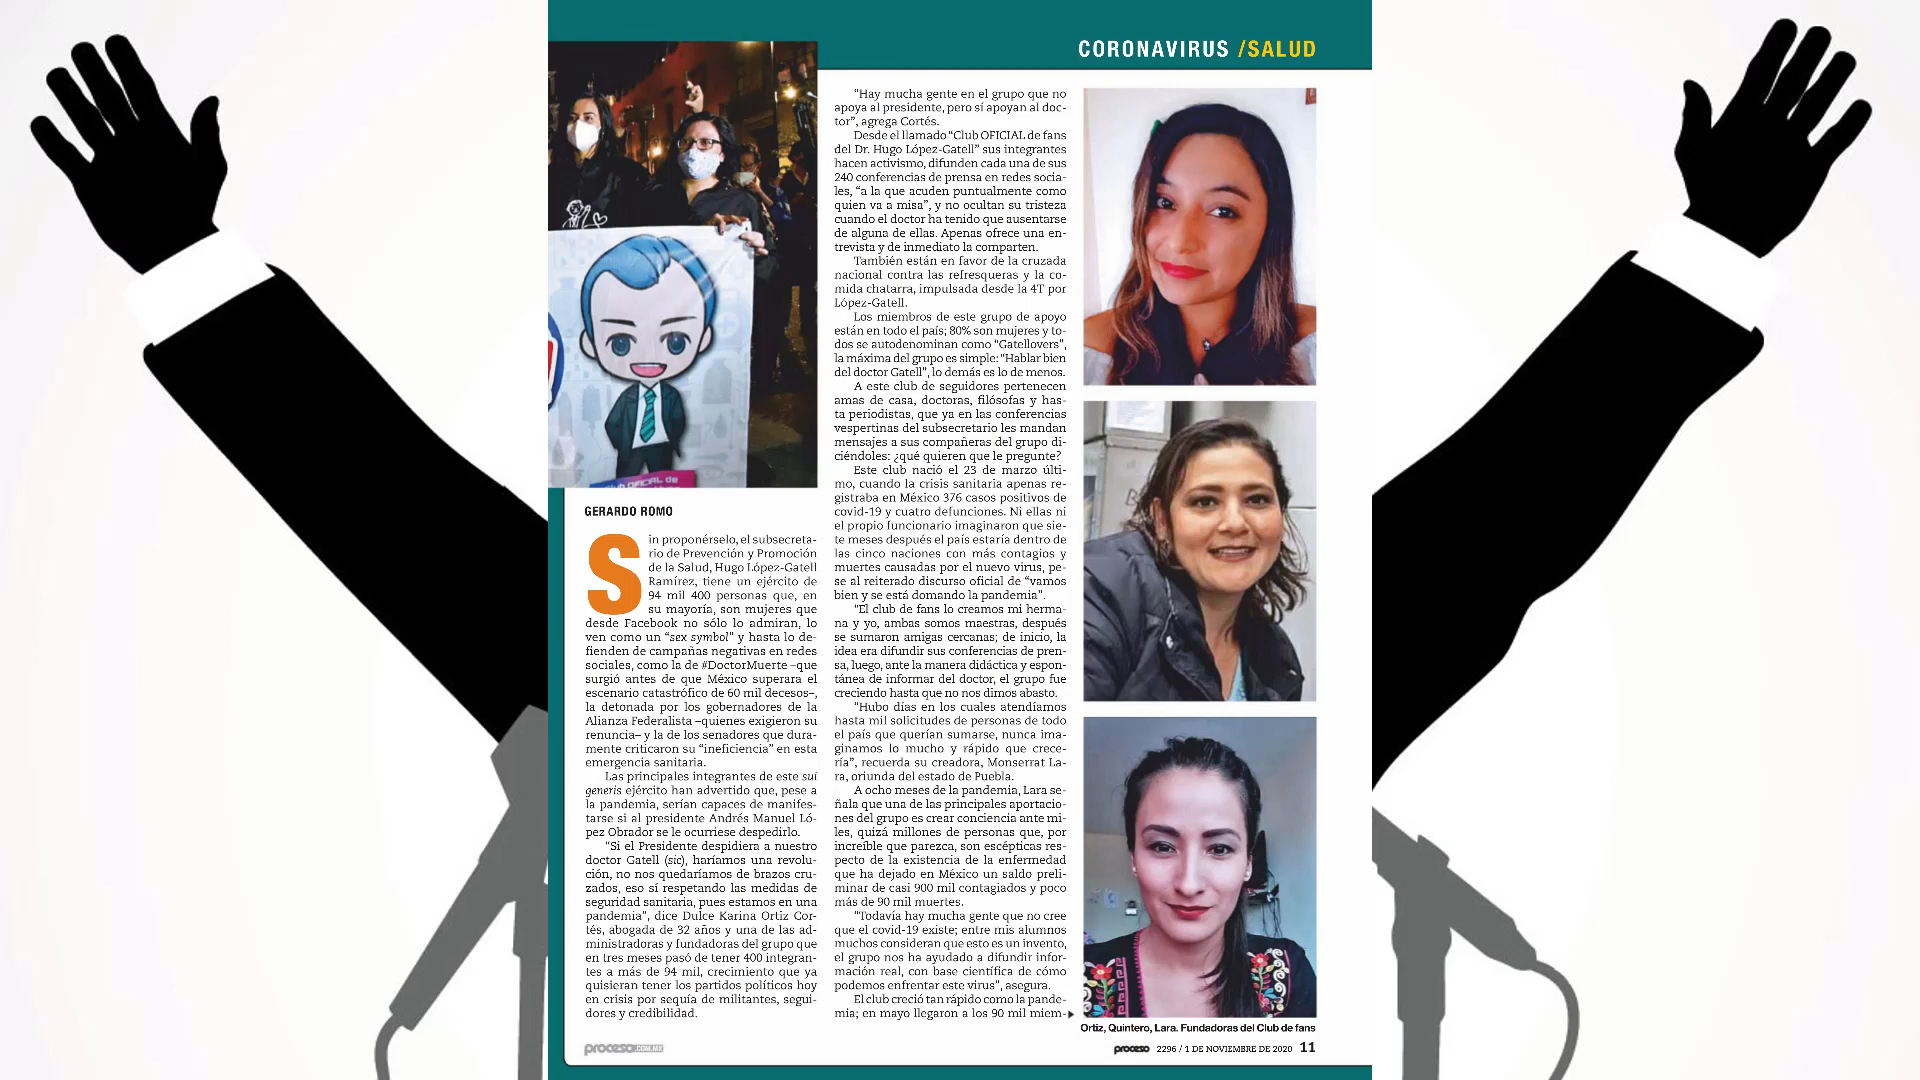 CORONAVIRUS /SALUD
Club OFICIAL de
GERARDO ROMO
Sin proponérselo, el subsecreta-
rio de Prevención y Promoción
de la Salud, Hugo López-Gatell
Ramírez, tiene un ejército de
94 mil 400 personas que, en
su mayoría, son mujeres que
desde Facebook no sólo lo admiran, lo
ven como un “sex symbol” y hasta lo de-
fienden de campañas negativas en redes
sociales, como la de #DoctorMuerte –que
surgió antes de que México superara el
escenario catastrófico de 60 mil decesos–,
la detonada por los gobernadores de la
Alianza Federalista –quienes exigieron su
renuncia– y la de los senadores que dura-
mente criticaron su “ineficiencia” en esta
emergencia sanitaria.
Las principales integrantes de este sui
generis ejército han advertido que, pese a
la pandemia, serían capaces de manifes-
tarse si al presidente Andrés Manuel Ló-
pez Obrador se le ocurriese despedirlo.
“Si el Presidente despidiera a nuestro
doctor Gatell (sic), haríamos una revolu-
ción, no nos quedaríamos de brazos cru-
zados, eso sí respetando las medidas de
seguridad sanitaria, pues estamos en una
pandemia”, dice Dulce Karina Ortiz Cor-
tés, abogada de 32 años y una de las ad-
ministradoras y fundadoras del grupo que
en tres meses pasó de tener 400 integran-
tes a más de 94 mil, crecimiento que ya
quisieran tener los partidos políticos hoy
en crisis por sequía de militantes, segui-
dores y credibilidad.
“Hay mucha gente en el grupo que no
apoya al presidente, pero sí apoyan al doc-
tor”, agrega Cortés.
Desde el llamado “Club OFICIAL de fans
del Dr. Hugo López-Gatell” sus integrantes
hacen activismo, difunden cada una de sus
240 conferencias de prensa en redes socia-
les, “a la que acuden puntualmente como
quien va a misa”, y no ocultan su tristeza
cuando el doctor ha tenido que ausentarse
de alguna de ellas. Apenas ofrece una en-
trevista y de inmediato la comparten.
También están en favor de la cruzada
nacional contra las refresqueras y la co-
mida chatarra, impulsada desde la 4T por
López-Gatell.
Los miembros de este grupo de apoyo
están en todo el país; 80% son mujeres y to-
dos se autodenominan como “Gatellovers”,
la máxima del grupo es simple: “Hablar bien
del doctor Gatell”, lo demás es lo de menos.
A este club de seguidores pertenecen
amas de casa, doctoras, filósofas y has-
ta periodistas, que ya en las conferencias
vespertinas del subsecretario les mandan
mensajes a sus compañeras del grupo di-
ciéndoles: ¿qué quieren que le pregunte?
Este club nació el 23 de marzo últi-
mo, cuando la crisis sanitaria apenas re-
gistraba en México 376 casos positivos de
covid-19 y cuatro defunciones. Ni ellas ni
el propio funcionario imaginaron que sie-
te meses después el país estaría dentro de
las cinco naciones con más contagios y
muertes causadas por el nuevo virus, pe-
se al reiterado discurso oficial de “vamos
bien y se está domando la pandemia”.
“El club de fans lo creamos mi herma-
na y yo, ambas somos maestras, después
se sumaron amigas cercanas; de inicio, la
idea era difundir sus conferencias de pren-
sa, luego, ante la manera didáctica y espon-
tánea de informar del doctor, el grupo fue
creciendo hasta que no nos dimos abasto.
“Hubo días en los cuales atendíamos
hasta mil solicitudes de personas de todo
el país que querían sumarse, nunca ima-
ginamos lo mucho y rápido que crece-
ría”, recuerda su creadora, Monserrat La-
ra, oriunda del estado de Puebla.
A ocho meses de la pandemia, Lara se-
ñala que una de las principales aportacio-
nes del grupo es crear conciencia ante mi-
les, quizá millones de personas que, por
increíble que parezca, son escépticas res-
pecto de la existencia de la enfermedad
que ha dejado en México un saldo preli-
minar de casi 900 mil contagiados y poco
más de 90 mil muertes.
“Todavía hay mucha gente que no cree
que el covid-19 existe; entre mis alumnos
muchos consideran que esto es un invento,
el grupo nos ha ayudado a difundir infor-
mación real, con base científica de cómo
podemos enfrentar este virus”, asegura.
El club creció tan rápido como la pande-
mia; en mayo llegaron a los 90 mil miem-
Ortiz, Quintero, Lara. Fundadoras del Club de fans
proceso.COM.MX
proceso 2296 / 1 DE NOVIEMBRE DE 2020 11